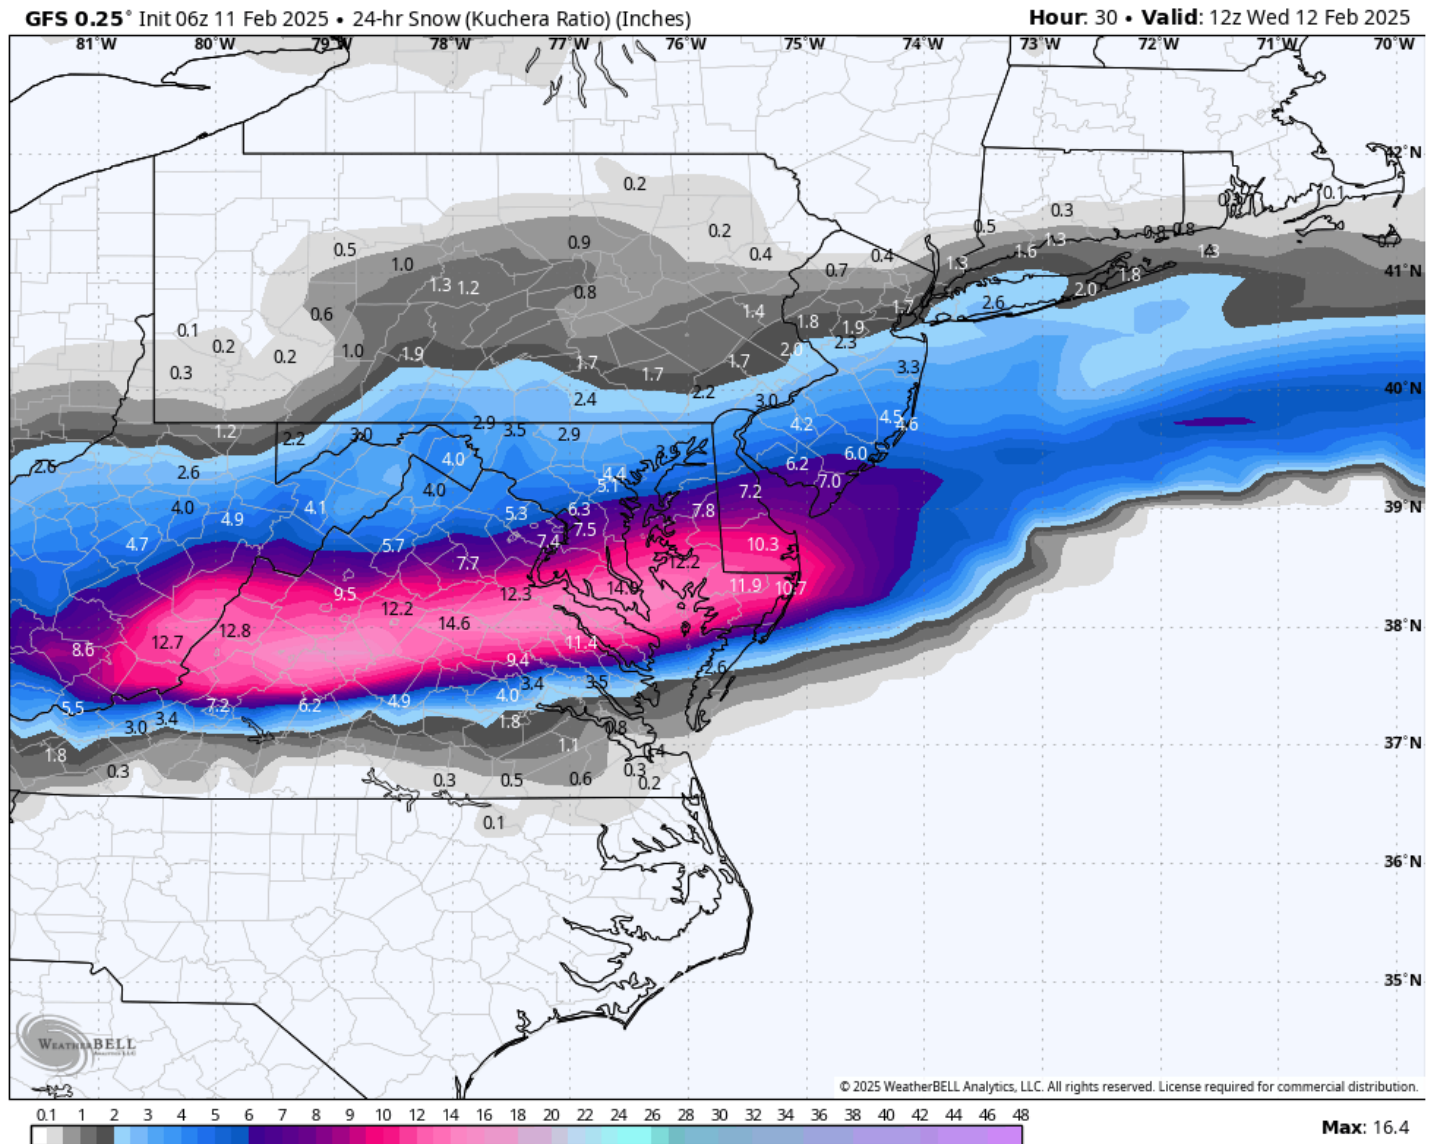 GFS 0.25° Init 06z 11 Feb 2025 • 24-hr Snow (Kuchera Ratio) (Inches)
Hour: 30 • Valid: 12z Wed 12 Feb 2025
81°W 80°W 79°W 78°W 77°W 76°W 75°W 74°W 73°W 72°W 71°W 70°W
42°N
0.2 0.1
0.3
0.2 0.5 0.8
0.5 0.9 0.4 0.4 1.3 1.3
1.0 0.7 1.3 1.6 41°N
1.3 1.2 0.8 1.8
2.0
0.6 1.4 1.7 2.6
0.1 1.8 1.9
0.2 0.2 1.0 1.9 1.7 1.7 2.0 2.3
0.3 1.7 3.3
2.4 2.2 3.0 40°N
1.2 2.2 3.0 2.9 3.5 2.9 4.2 4.5 4.6
2.6 2.6 4.0 4.4 6.2 6.0
4.0 4.1 4.0 5.1 7.2 7.0
4.9 5.3 6.3 7.8 39°N
4.7 5.7 7.4 7.5 10.3
7.7 12.2
9.5 12.2 12.3 11.9 10.7
12.7 12.8 14.6 38°N
8.6 11.4
9.4 2.6
5.5 7.2 6.2 4.9 4.0 3.4 3.5
3.0 3.4 1.8 0.8
1.8 1.1 0.4 37°N
0.3 0.3 0.5 0.6 0.3
0.2
0.1
36°N
35°N
WEATHERBELL
ANALYTICS LLC
© 2025 WeatherBELL Analytics, LLC. All rights reserved. License required for commercial distribution.
0.1 1 2 3 4 5 6 7 8 9 10 12 14 16 18 20 22 24 26 28 30 32 34 36 38 40 42 44 46 48
Max: 16.4